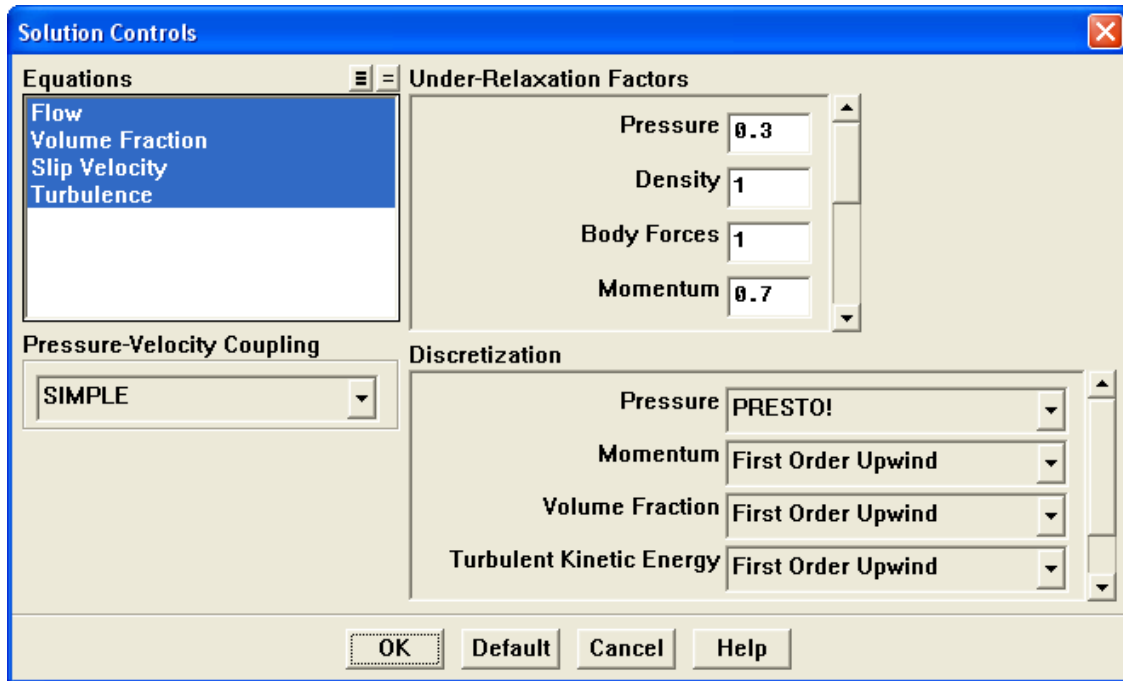 Solution Controls
Equations
Flow
Volume Fraction
Slip Velocity
Turbulence
Under-Relaxation Factors
Pressure 0.3
Density 1
Body Forces 1
Momentum 0.7
Pressure-Velocity Coupling
SIMPLE
Discretization
Pressure PRESTO!
Momentum First Order Upwind
Volume Fraction First Order Upwind
Turbulent Kinetic Energy First Order Upwind
OK Default Cancel Help